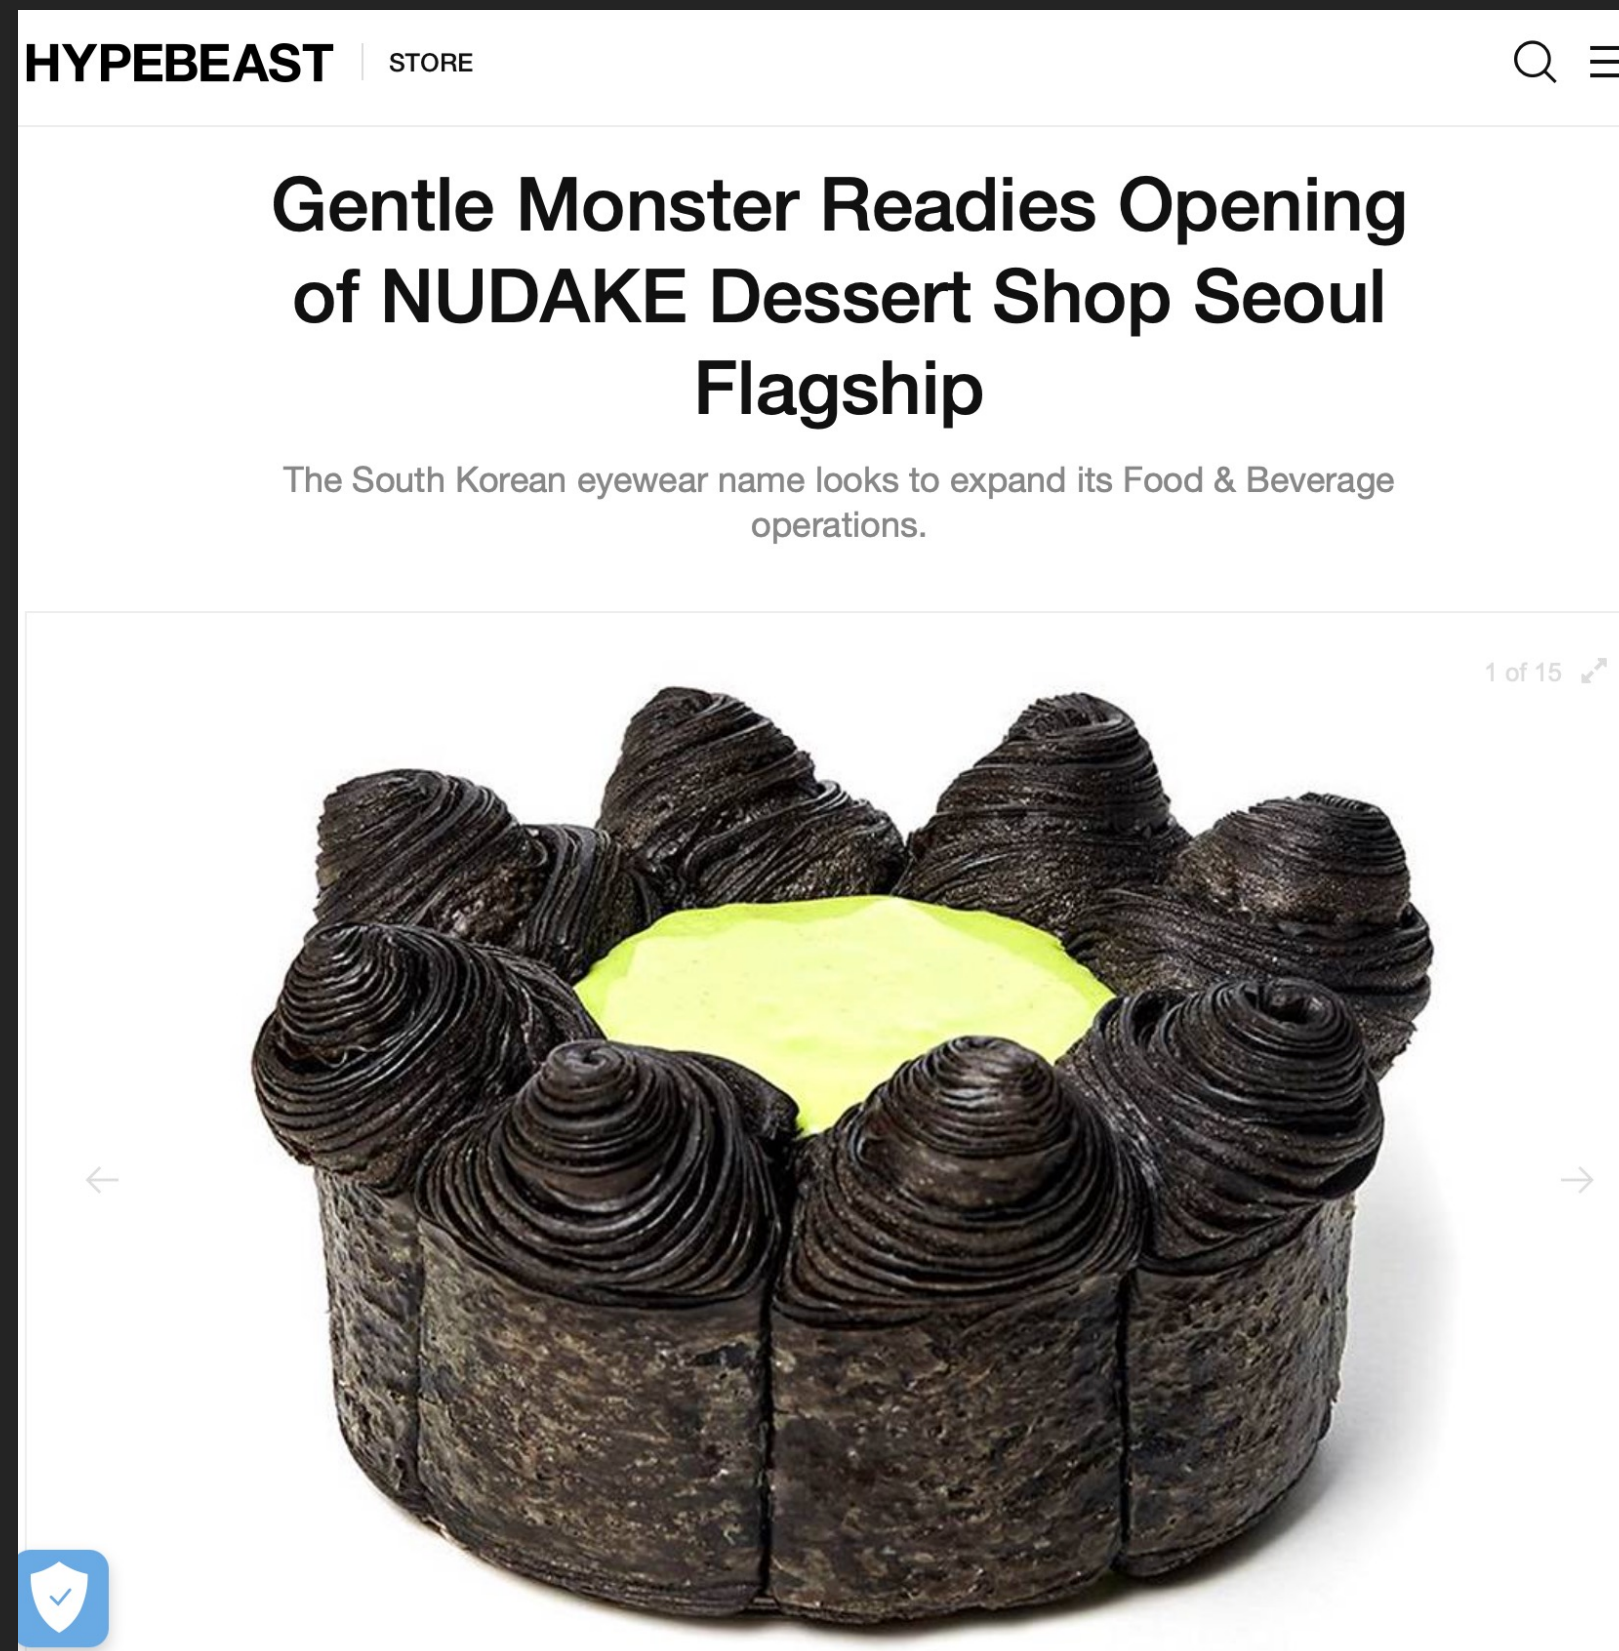 HYPEBEAST
STORE
Gentle Monster Readies Opening
of NUDAKE Dessert Shop Seoul
Flagship
The South Korean eyewear name looks to expand its Food & Beverage
operations.
1 of 15